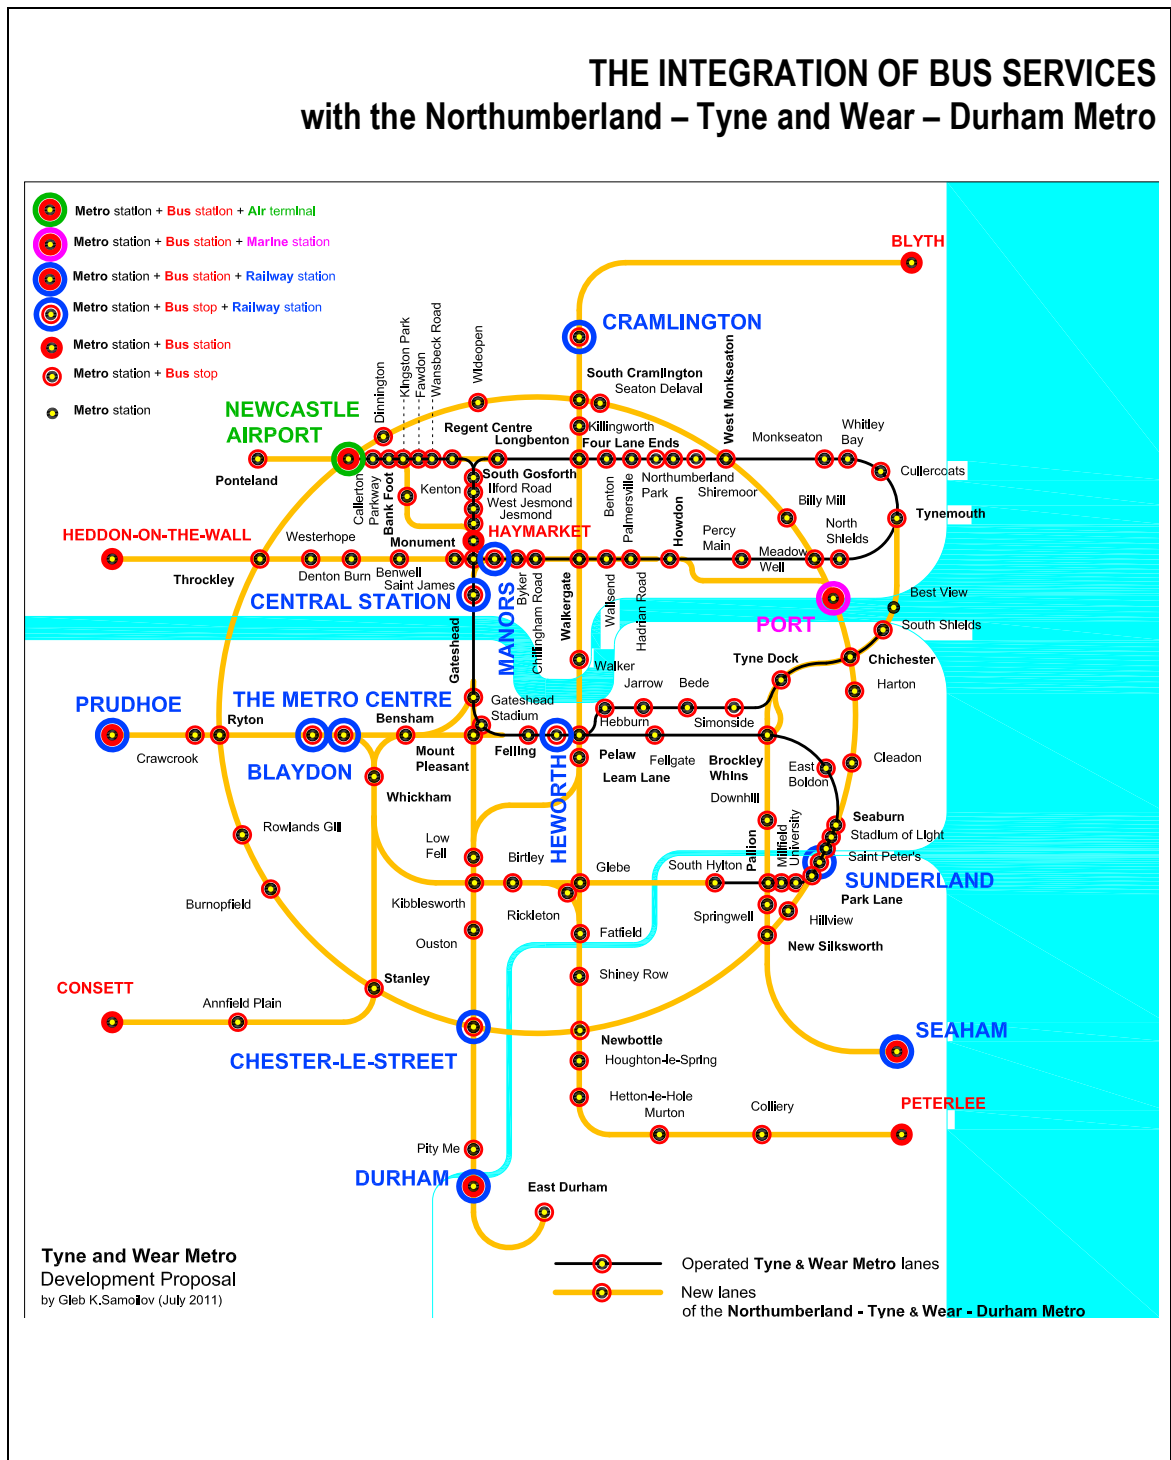 THE INTEGRATION OF BUS SERVICES
with the Northumberland – Tyne and Wear – Durham Metro
Metro station + Bus station + Air terminal
Metro station + Bus station + Marine station
Metro station + Bus station + Railway station
Metro station + Bus stop + Railway station
Metro station + Bus station
Metro station + Bus stop
Metro station
BLYTH
CRAMLINGTON
South Cramlington
Seaton Delaval
Killingworth
Wideopen
Dinnington
Kingston Park
Fawdon
Wansbeck Road
NEWCASTLE
AIRPORT
Ponteland
Callerton
Parkway
Bank Foot
Regent Centre
Longbenton
Four Lane Ends
West Monkseaton
Monkseaton
Whitley
Bay
Cullercoats
Kenton
South Gosforth
Ilford Road
West Jesmond
Jesmond
HAYMARKET
Benton
Palmersville
Northumberland
Park
Shiremoor
Billy Mill
North
Shields
Tynemouth
HEDDON-ON-THE-WALL
Throckley
Westerhope
Denton Burn
Benwell
Monument
Saint James
CENTRAL STATION
MANORS
Byker
Chillingham Road
Walkergate
Wallsend
Hadrian Road
Howdon
Percy
Main
Meadow
Well
PORT
Best View
South Shields
Chichester
Gateshead
Walker
Tyne Dock
Harton
PRUDHOE
Crawcrook
Ryton
THE METRO CENTRE
BLAYDON
Bensham
Whickham
Mount
Pleasant
Gateshead
Stadium
Felling
HEWORTH
Hebburn
Jarrow
Bede
Simonside
Pelaw
Leam Lane
Fellgate
Brockley
Whins
East
Boldon
Cleadon
Downhill
Seaburn
Stadium of Light
Saint Peter's
SUNDERLAND
Park Lane
Rowlands Gill
Burnopfield
Low
Fell
Birtley
Kibblesworth
Rickleton
Glebe
South Hylton
Pallion
Millfield
University
Springwell
Hillview
New Silksworth
Ouston
Fatfield
Shiney Row
CONSETT
Annfield Plain
Stanley
CHESTER-LE-STREET
Newbottle
Houghton-le-Spring
Hetton-le-Hole
Murton
Colliery
SEAHAM
PETERLEE
Pity Me
DURHAM
East Durham
Tyne and Wear Metro
Development Proposal
by Gleb K.Samoilov (July 2011)
Operated Tyne & Wear Metro lanes
New lanes
of the Northumberland - Tyne & Wear - Durham Metro